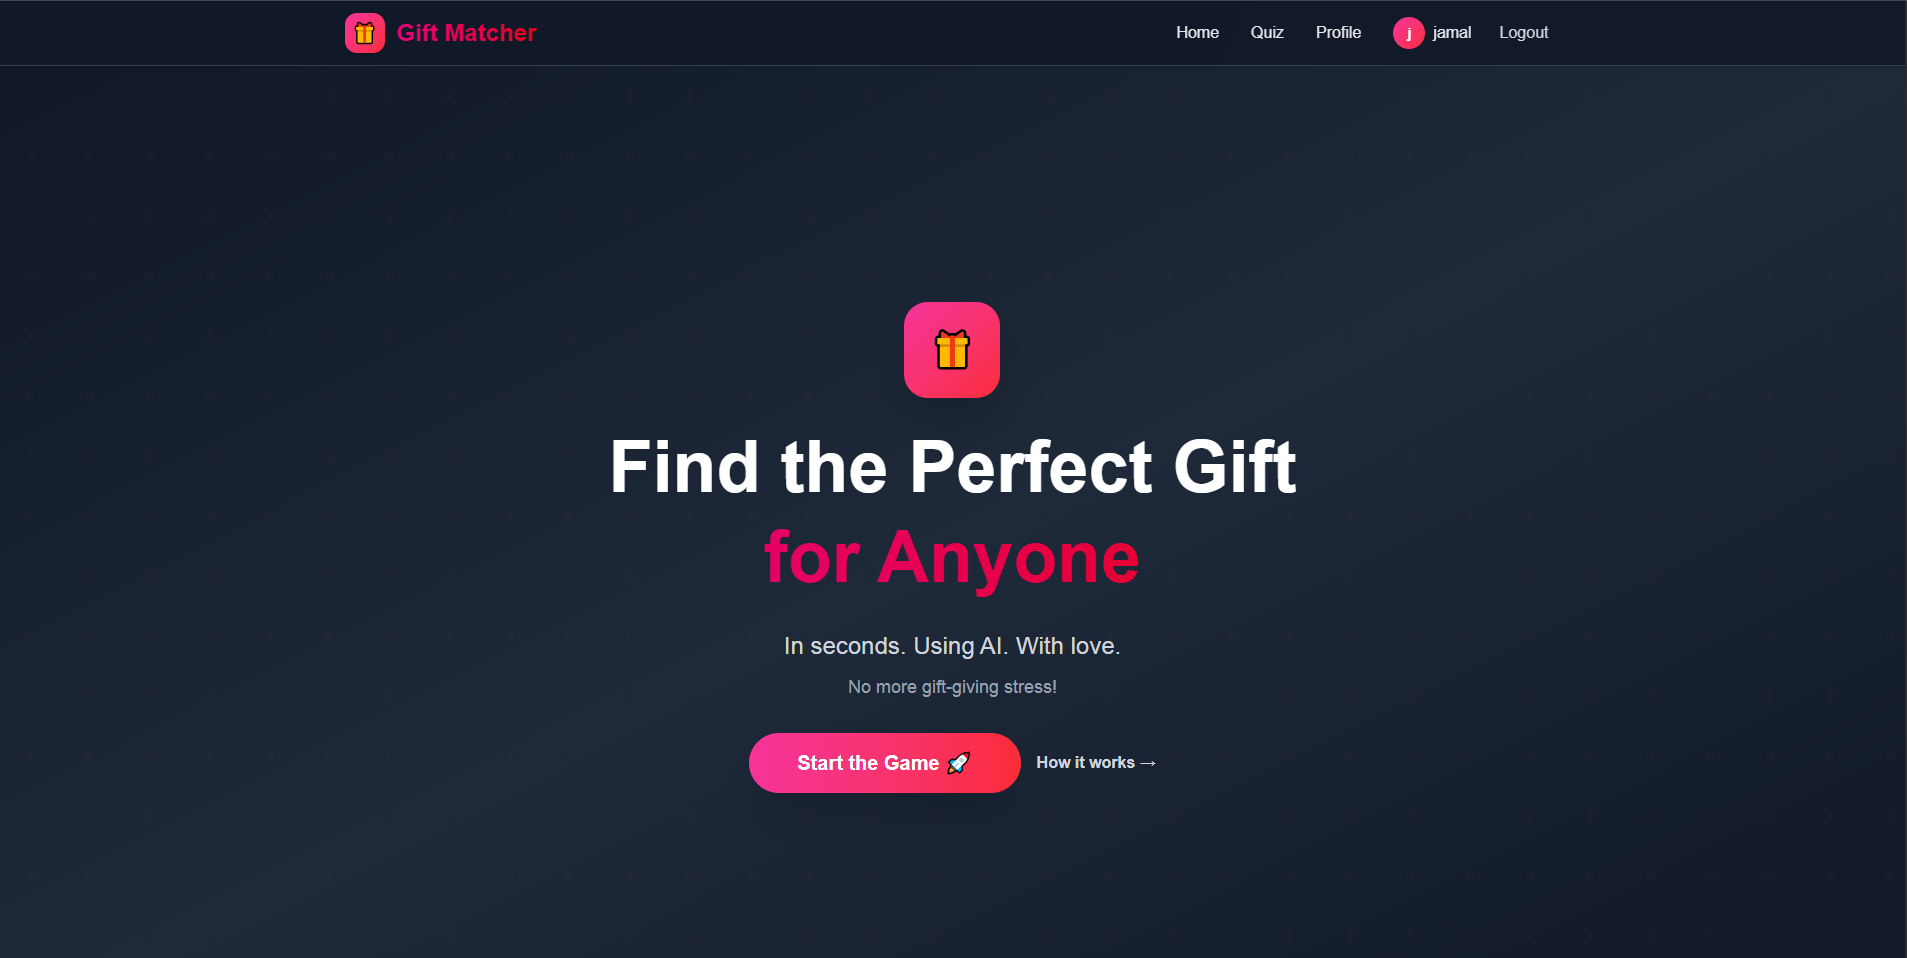 Gift Matcher
Home Quiz Profile j jamal Logout
Find the Perfect Gift
for Anyone
In seconds. Using AI. With love.
No more gift-giving stress!
Start the Game 🚀 How it works →